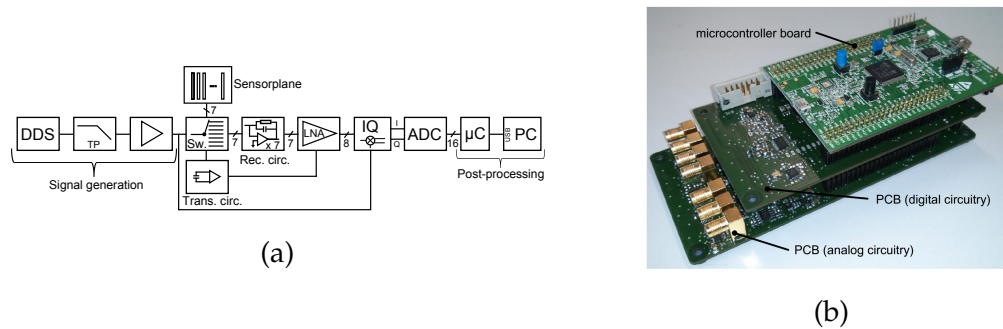 Sensorplane
7
DDS
TP
Sw.
7
x 7
Rec. circ.
7
LNA
8
IQ
I
Q
ADC
16
µC
USB
PC
Trans. circ.
Signal generation
Post-processing
(a)
microcontroller board
PCB (digital circuitry)
PCB (analog circuitry)
(b)